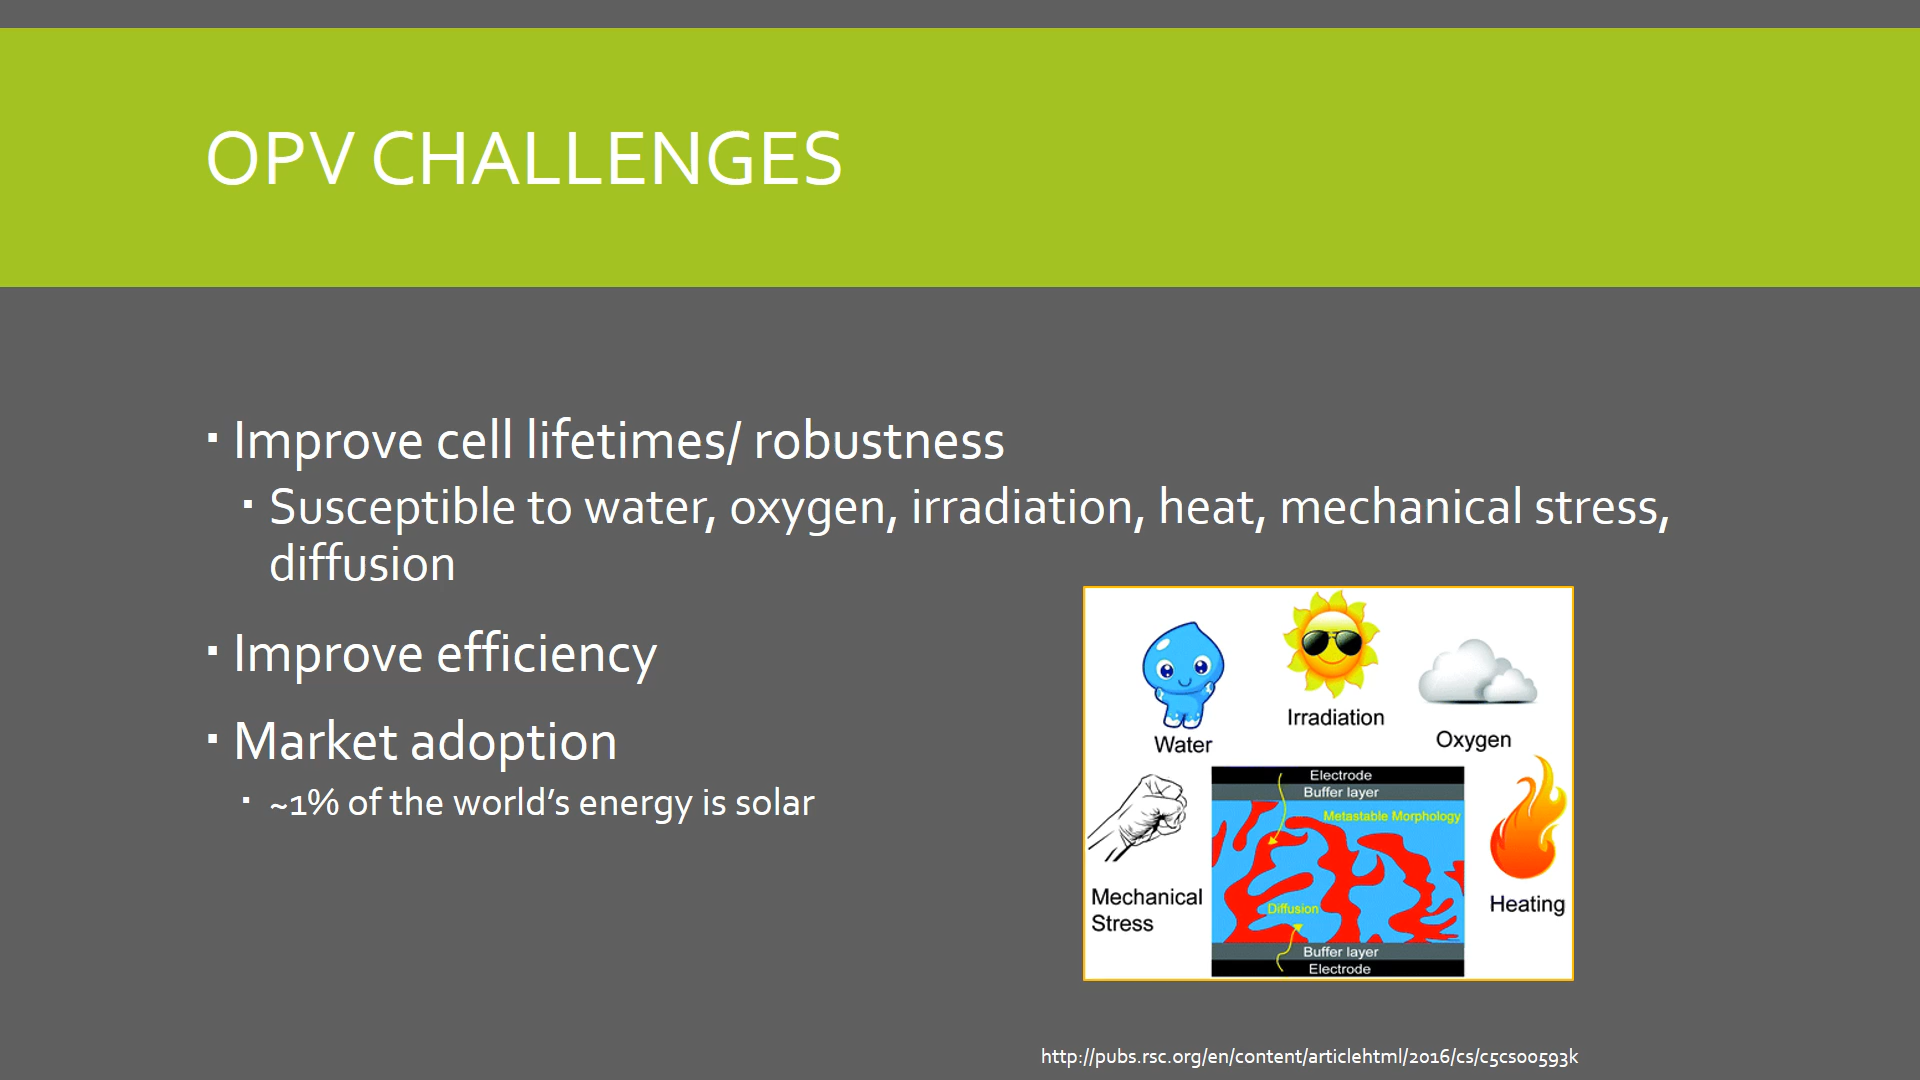 OPV CHALLENGES
▪ Improve cell lifetimes/ robustness
▪ Susceptible to water, oxygen, irradiation, heat, mechanical stress,
diffusion
▪ Improve efficiency
▪ Market adoption
▪ ~1% of the world’s energy is solar
Water
Irradiation
Oxygen
Mechanical
Stress
Electrode
Buffer layer
Metastable Morphology
Diffusion
Buffer layer
Electrode
Heating
http://pubs.rsc.org/en/content/articlehtml/2016/cs/c5cs00593k